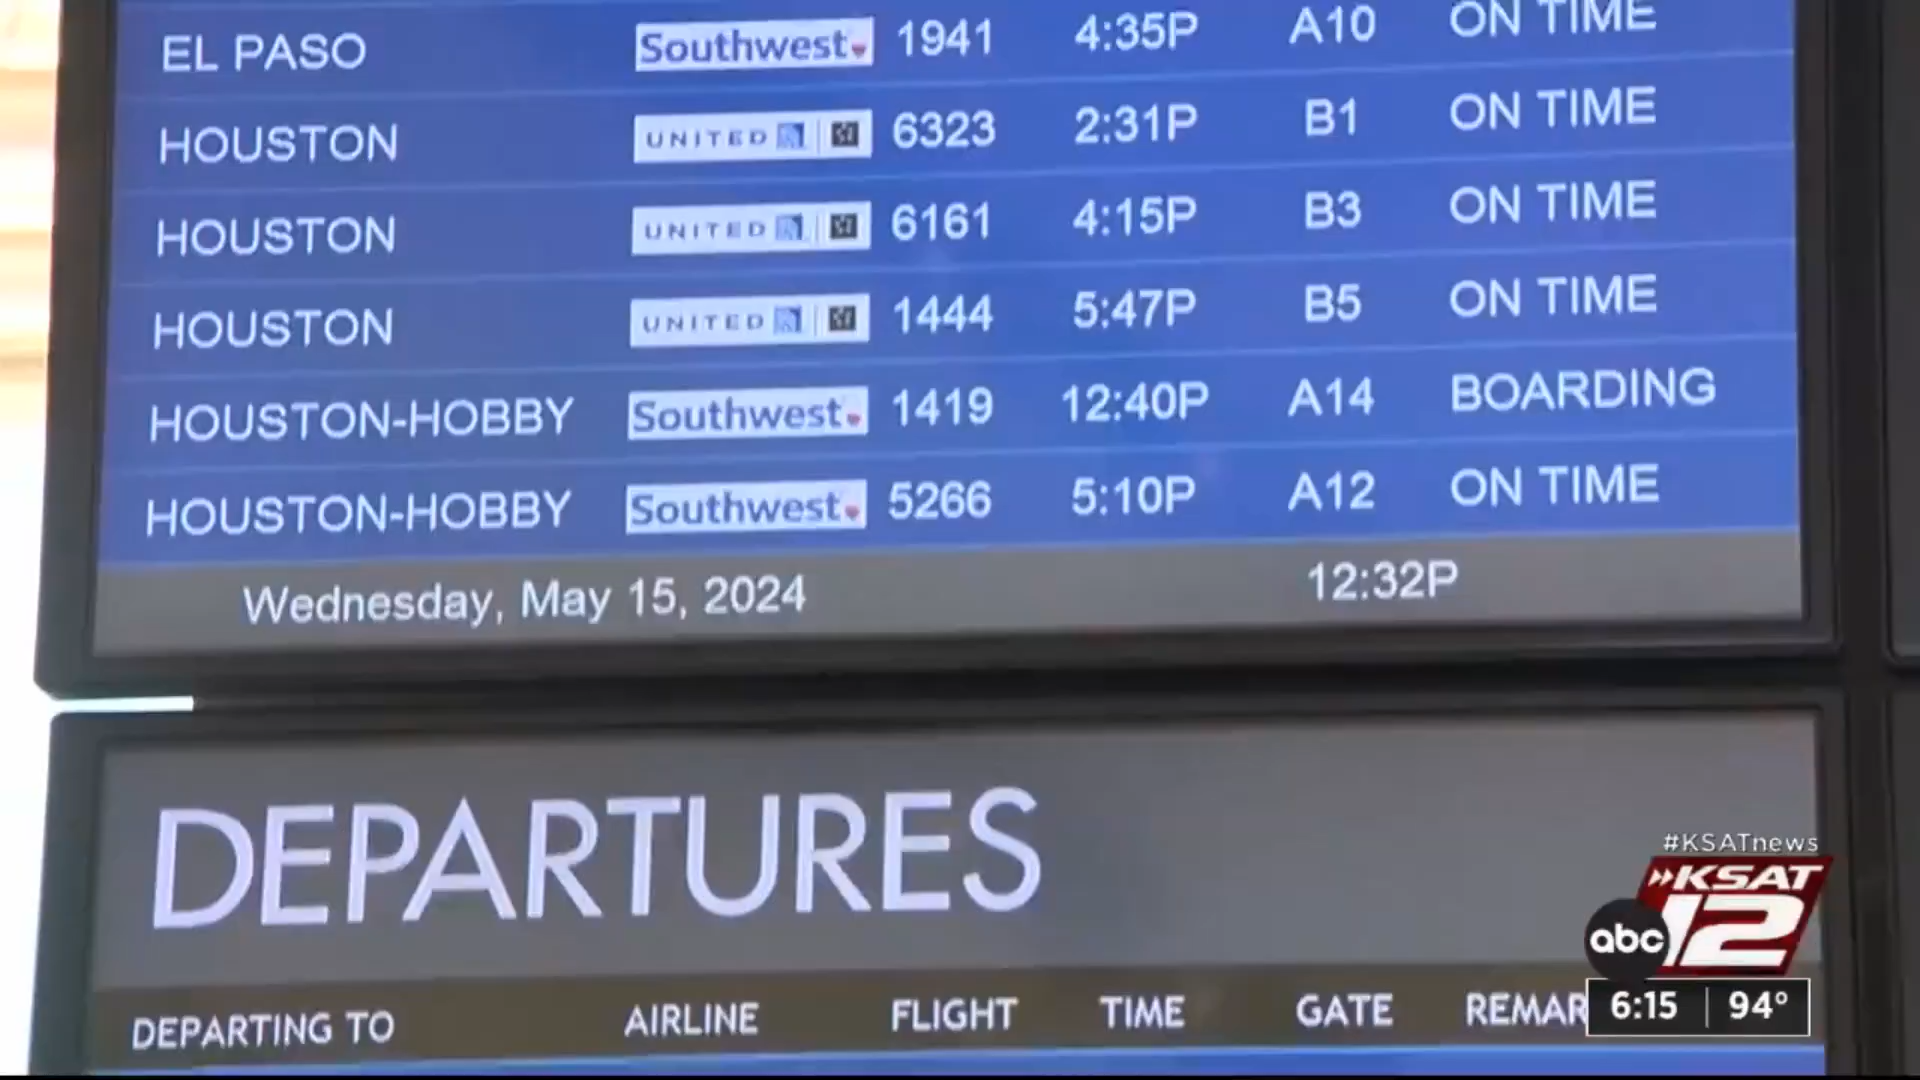 EL PASO Southwest 1941 4:35P A10 ON TIME
HOUSTON UNITED 6323 2:31P B1 ON TIME
HOUSTON UNITED 6161 4:15P B3 ON TIME
HOUSTON UNITED 1444 5:47P B5 ON TIME
HOUSTON-HOBBY Southwest 1419 12:40P A14 BOARDING
HOUSTON-HOBBY Southwest 5266 5:10P A12 ON TIME
Wednesday, May 15, 2024 12:32P
DEPARTURES
DEPARTING TO AIRLINE FLIGHT TIME GATE REMAR
#KSATnews
KSAT
abc 12
6:15 94°